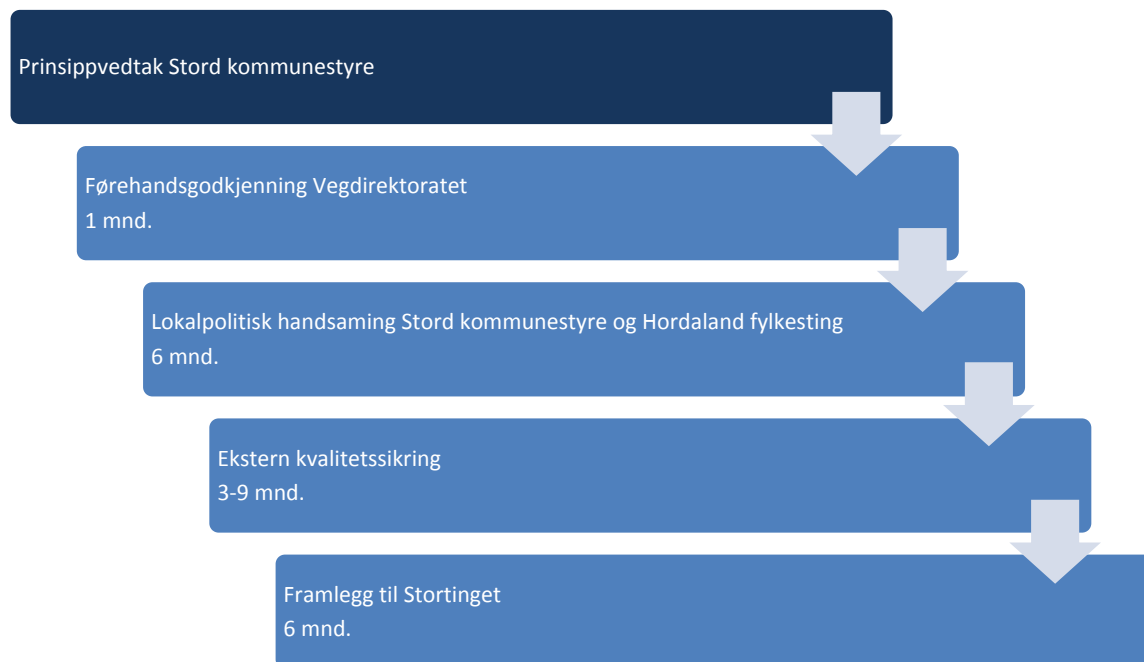 Prinsippvedtak Stord kommunestyre
Førehandsgodkjenning Vegdirektoratet
1 mnd.
Lokalpolitisk handsaming Stord kommunestyre og Hordaland fylkesting
6 mnd.
Ekstern kvalitetssikring
3-9 mnd.
Framlegg til Stortinget
6 mnd.